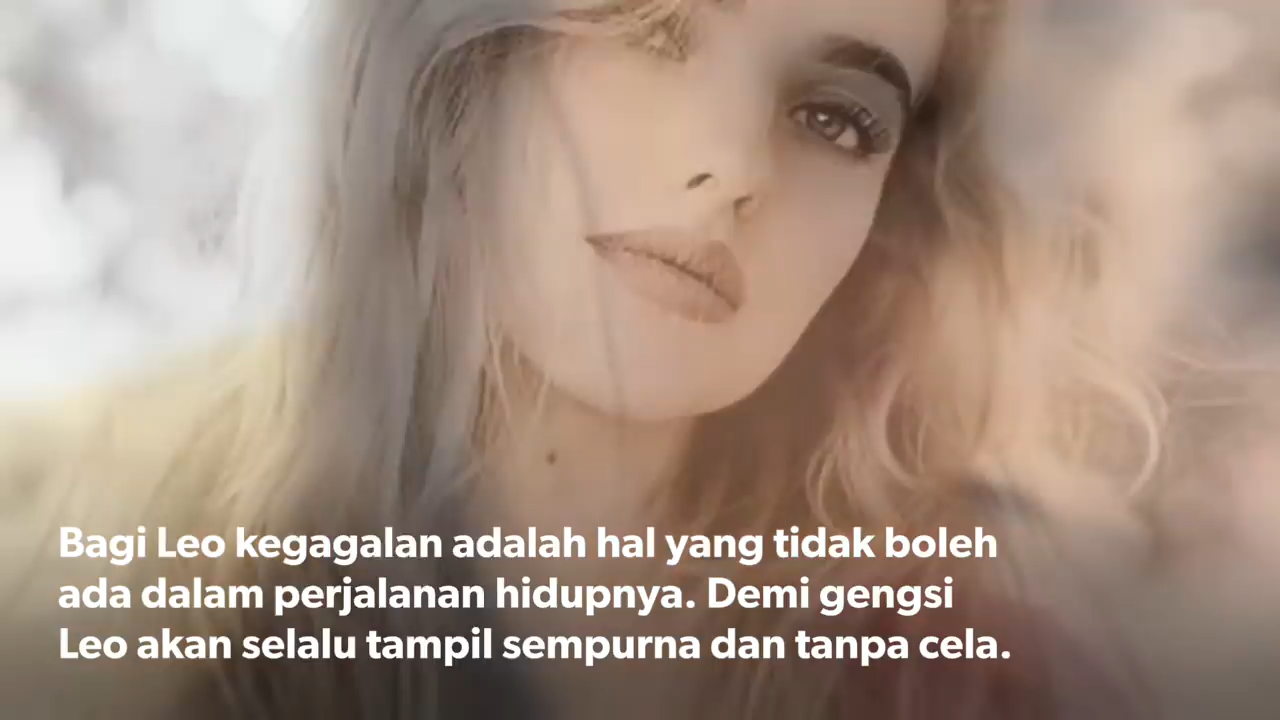 Bagi Leo kegagalan adalah hal yang tidak boleh
ada dalam perjalanan hidupnya. Demi gengsi
Leo akan selalu tampil sempurna dan tanpa cela.